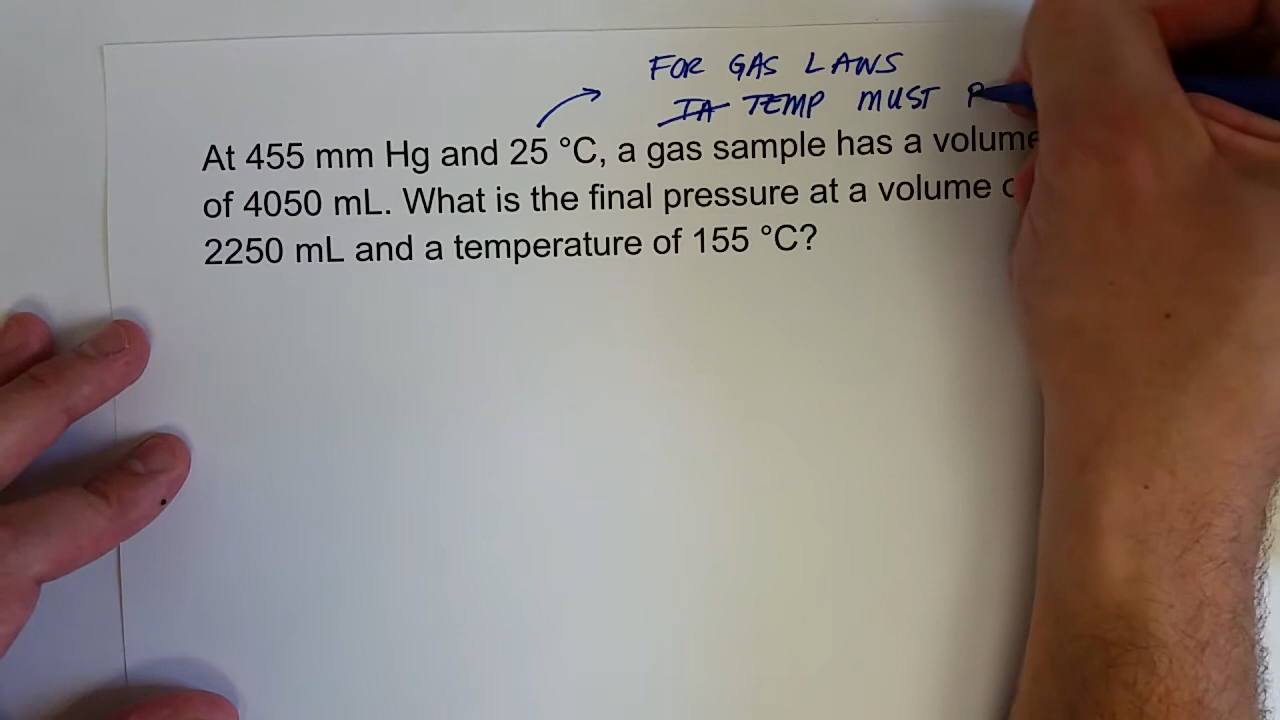 FOR GAS LAWS
TEMP MUST
At 455 mm Hg and 25 °C, a gas sample has a volume
of 4050 mL. What is the final pressure at a volume
2250 mL and a temperature of 155 °C?